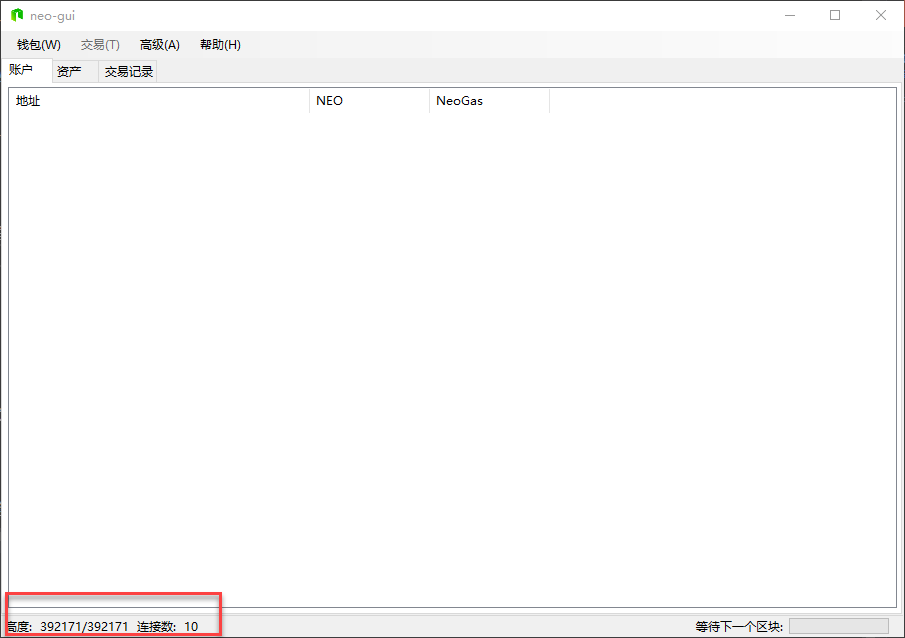 neo-gui
钱包(W) 交易(T) 高级(A) 帮助(H)
账户 资产 交易记录
地址 NEO NeoGas
高度: 392171/392171 连接数: 10 等待下一个区块: